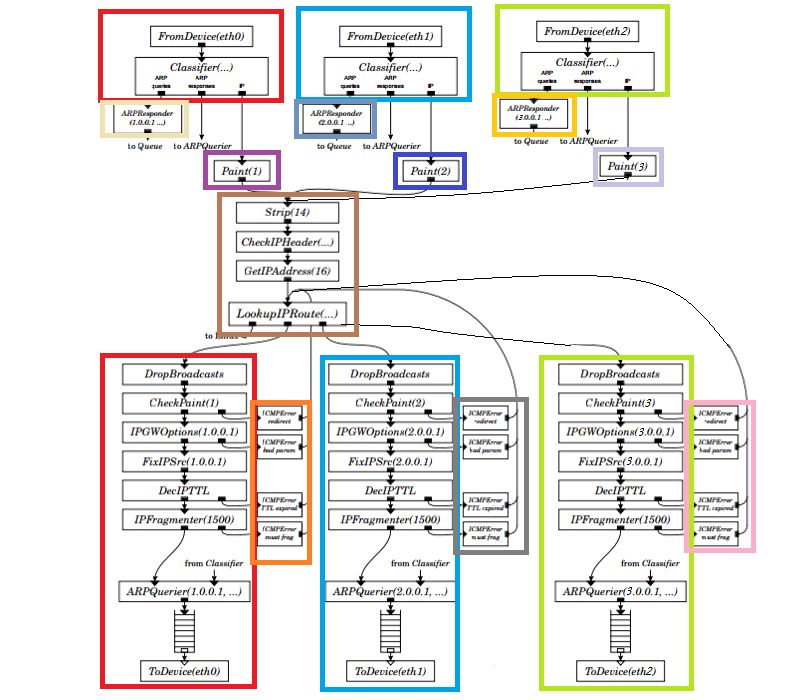 FromDevice(eth0)
FromDevice(eth1)
FromDevice(eth2)
Classifier(...)
Classifier(...)
Classifier(...)
ARP queries
ARP responses
IP
ARP queries
ARP responses
IP
ARP queries
ARP responses
IP
ARPResponder
(1.0.0.1 ...)
ARPResponder
(2.0.0.1 ..)
ARPResponder
(3.0.0.1 ..)
to Queue
to ARPQuerier
to Queue
to ARPQuerier
to Queue
to ARPQuerier
Paint(1)
Paint(2)
Paint(3)
Strip(14)
CheckIPHeader(...)
GetIPAddress(16)
LookupIPRoute(...)
to
DropBroadcasts
DropBroadcasts
DropBroadcasts
CheckPaint(1)
CheckPaint(2)
CheckPaint(3)
ICMPError
redirect
ICMPError
redirect
ICMPError
redirect
IPGWOptions(1.0.0.1)
IPGWOptions(2.0.0.1)
IPGWOptions(3.0.0.1)
ICMPError
bad param
ICMPError
bad param
ICMPError
bad param
FixIPSrc(1.0.0.1)
FixIPSrc(2.0.0.1)
FixIPSrc(3.0.0.1)
DecIPTTL
DecIPTTL
DecIPTTL
ICMPError
TTL expired
ICMPError
TTL expired
ICMPError
TTL expired
IPFragmenter(1500)
IPFragmenter(1500)
IPFragmenter(1500)
ICMPError
must frag
ICMPError
must frag
ICMPError
must frag
from Classifier
from Classifier
from Classifier
ARPQuerier(1.0.0.1, ...)
ARPQuerier(2.0.0.1, ...)
ARPQuerier(3.0.0.1, ...)
ToDevice(eth0)
ToDevice(eth1)
ToDevice(eth2)